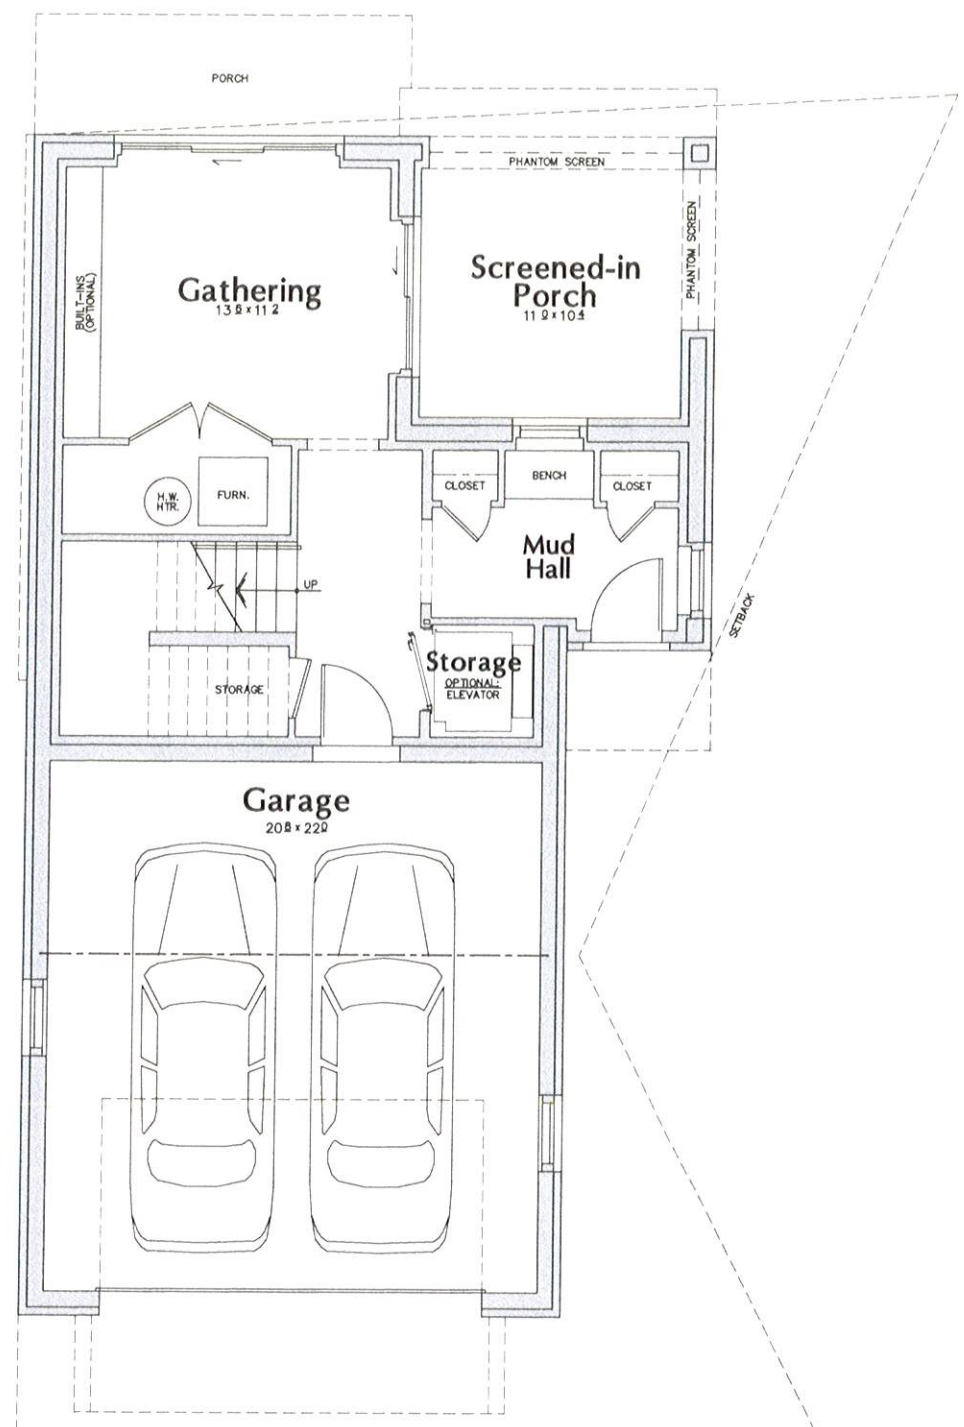 PORCH
PHANTOM SCREEN
PHANTOM SCREEN
Gathering
13 6 x 11 2
Screened-in
Porch
11 0 x 10 4
BUILT-INS
(OPTIONAL)
H.W.
HTR.
FURN.
CLOSET
BENCH
CLOSET
Mud
Hall
UP
SETBACK
Storage
OPTIONAL:
ELEVATOR
STORAGE
Garage
20 8 x 22 0